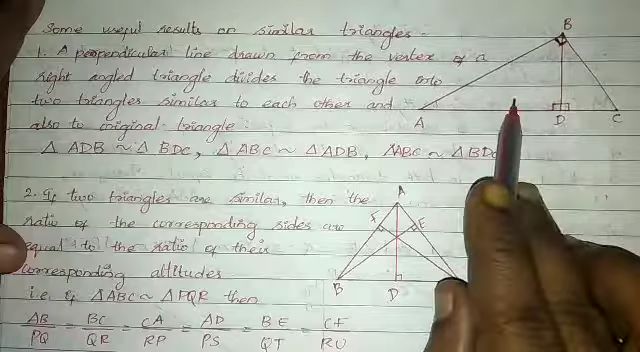 Some useful results on similar triangles.
1. A perpendicular line drawn from the vertex of a
right angled triangle divides the triangle into
two triangles similar to each other and
also to original triangle.
Δ ADB ~ Δ BDC, Δ ABC ~ Δ ADB, ΔABC ~ Δ BDC
B
A
D
C
2. If two triangles are similar, then the
ratio of the corresponding sides are
equal to the ratio of their
corresponding altitudes
i.e. if ΔABC ~ ΔPQR then
AB/PQ = BC/QR = CA/RP = AD/PS = BE/QT = CF/RU
A
F
E
B
D